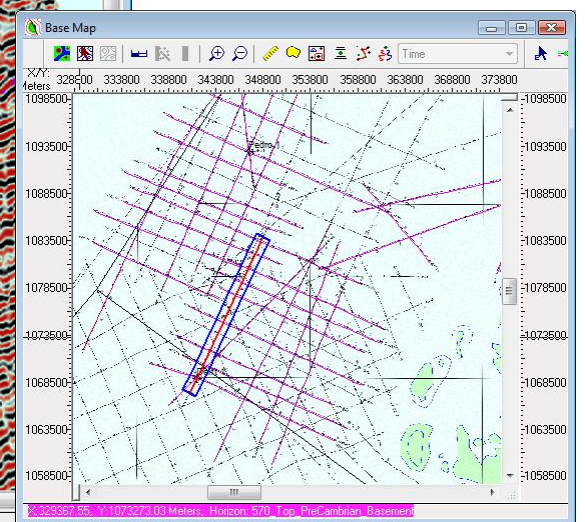 Base Map
Time
X/Y:
Meters
328500 333800 338800 343800 348800 353800 358800 363800 368800 373800
1098500 1098500
1093500 1093500
1088500 1088500
1083500 1083500
1078500 1078500
1073500 1073500
1068500 1068500
1063500 1063500
1058500 1058500
X:329367.55, Y:1073273.03 Meters, Horizon: 570_Top_PreCambrian_Basement